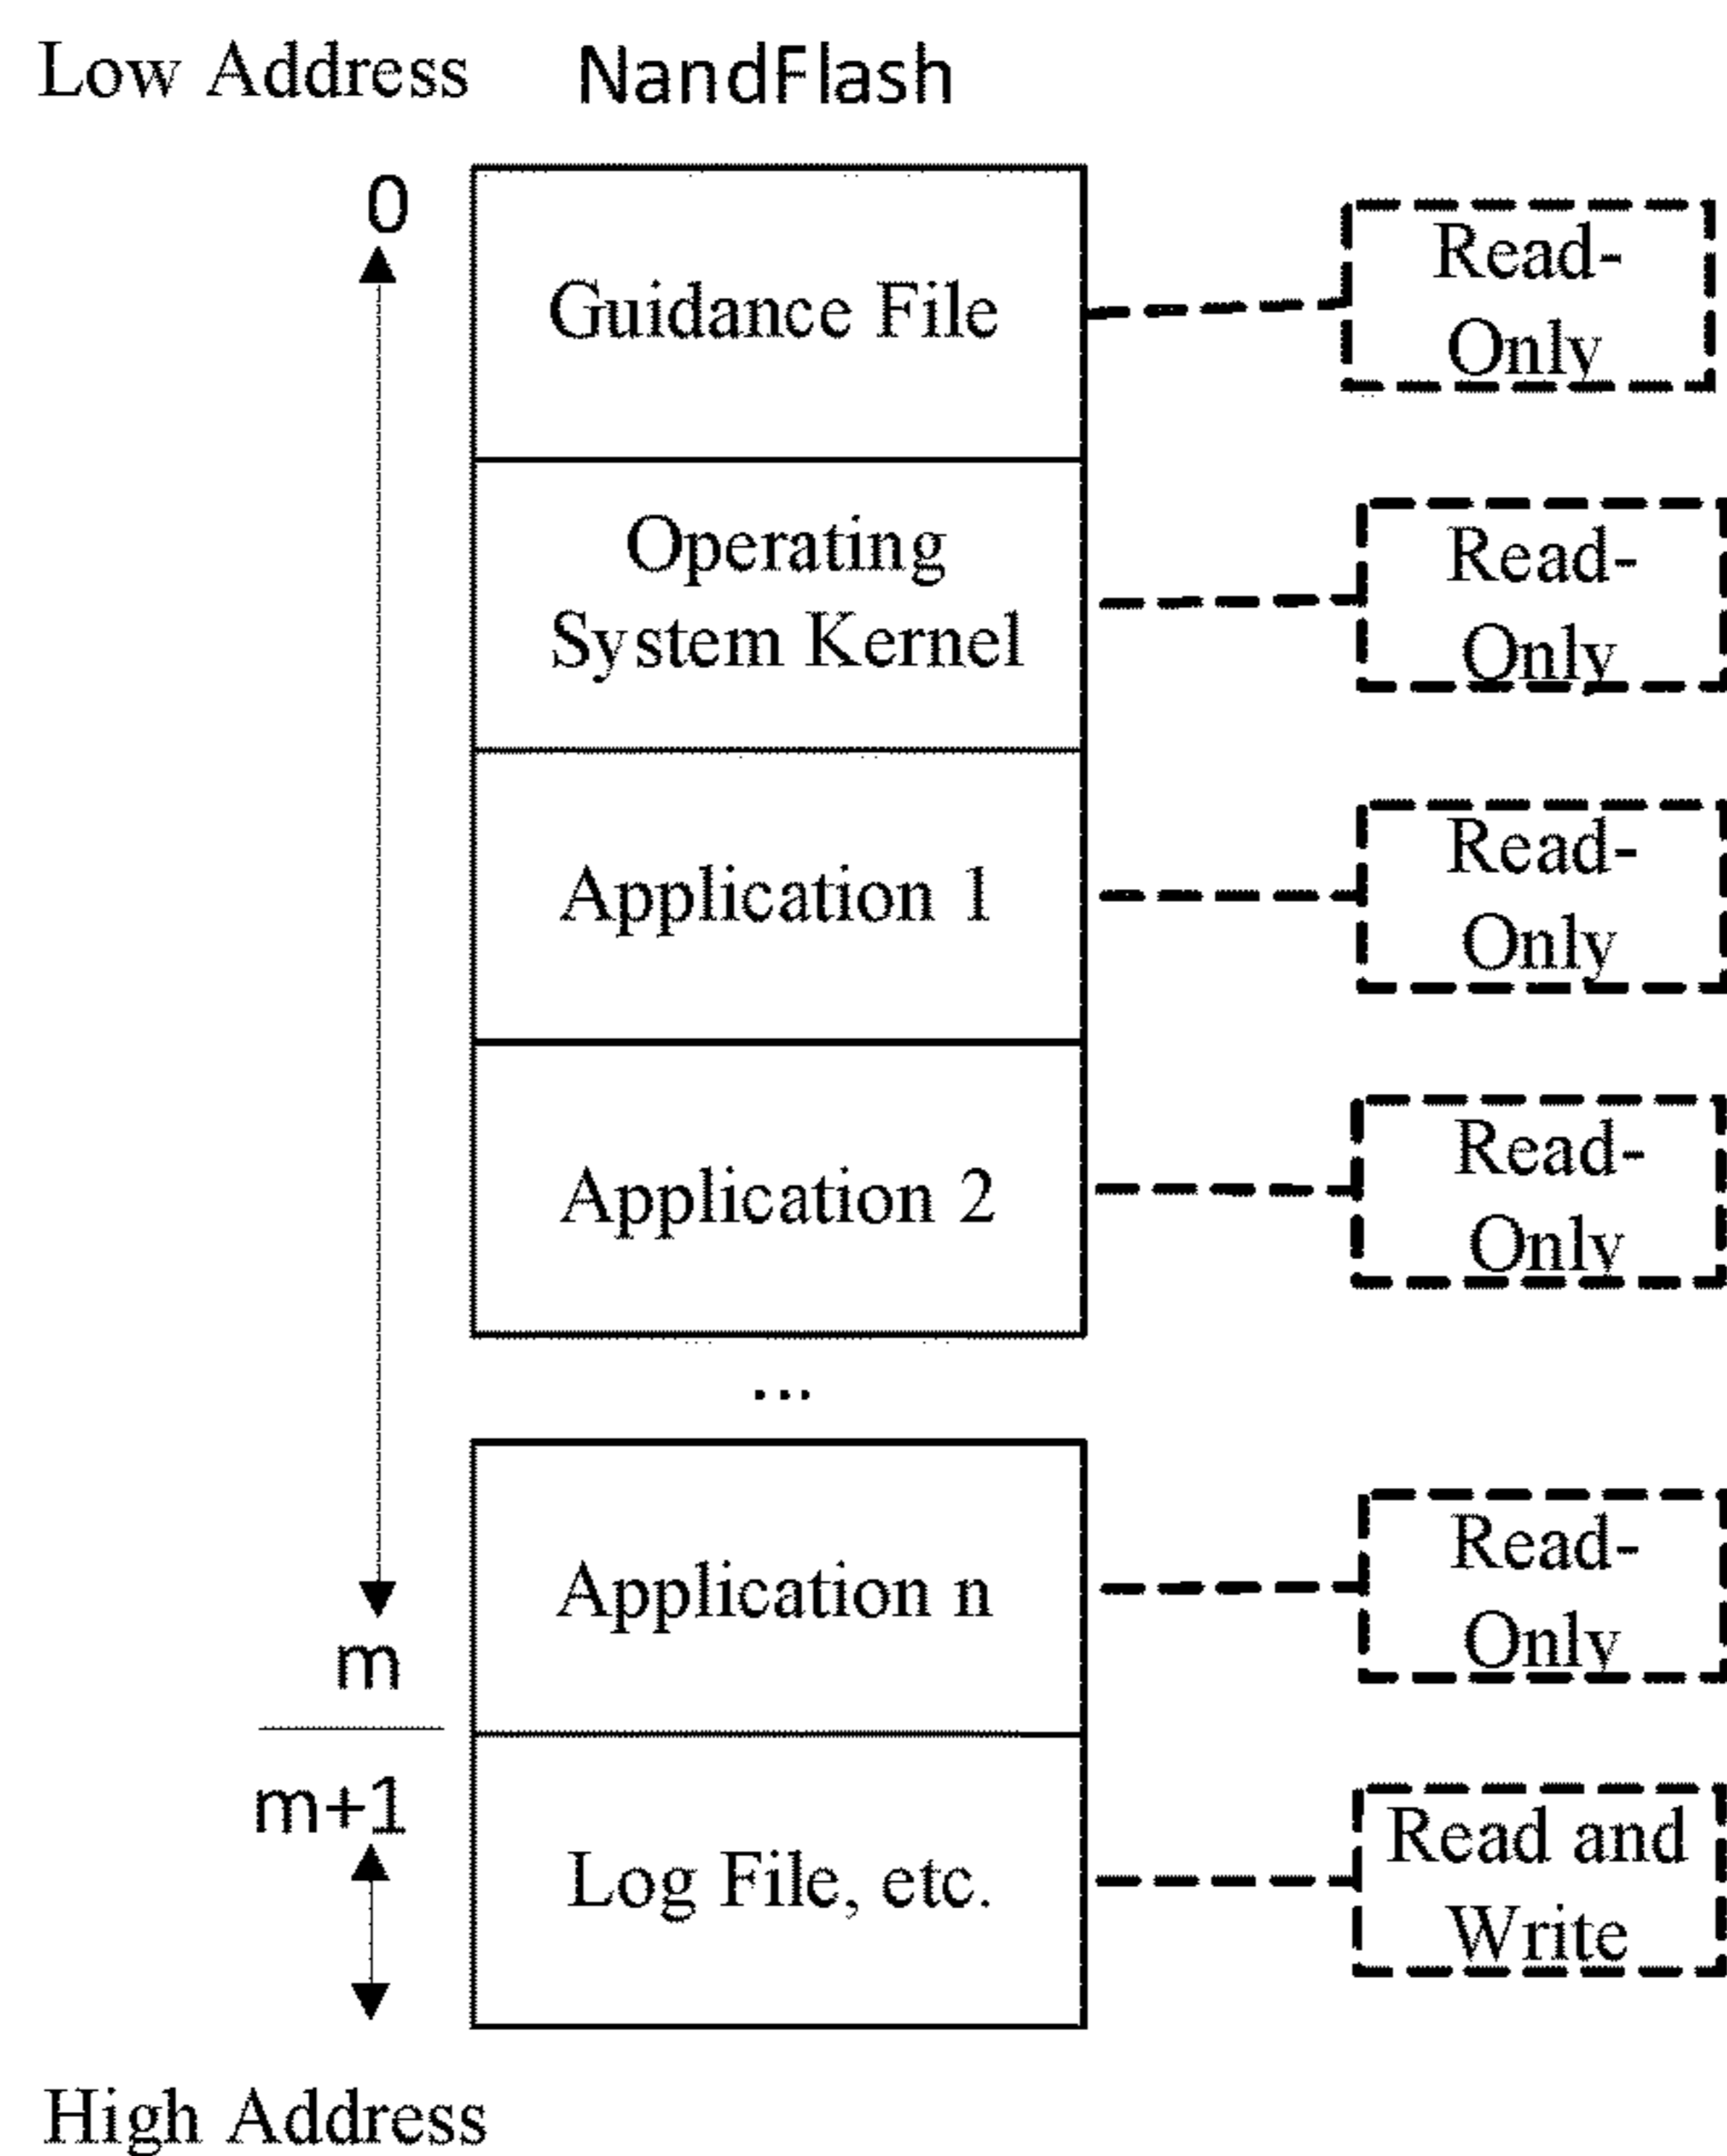 Low Address NandFlash
0
Guidance File
Read-
Only
Operating
System Kernel
Read-
Only
Application 1
Read-
Only
Application 2
Read-
Only
...
Application n
Read-
Only
m
m+1
Log File, etc.
Read and
Write
High Address